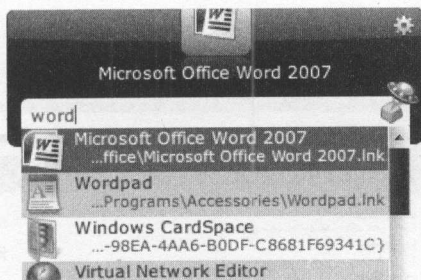 Microsoft Office Word 2007
word
Microsoft Office Word 2007
...ffice\Microsoft Office Word 2007.lnk
Wordpad
...Programs\Accessories\Wordpad.lnk
Windows CardSpace
...-98EA-4AA6-B0DF-C8681F69341C}
Virtual Network Editor